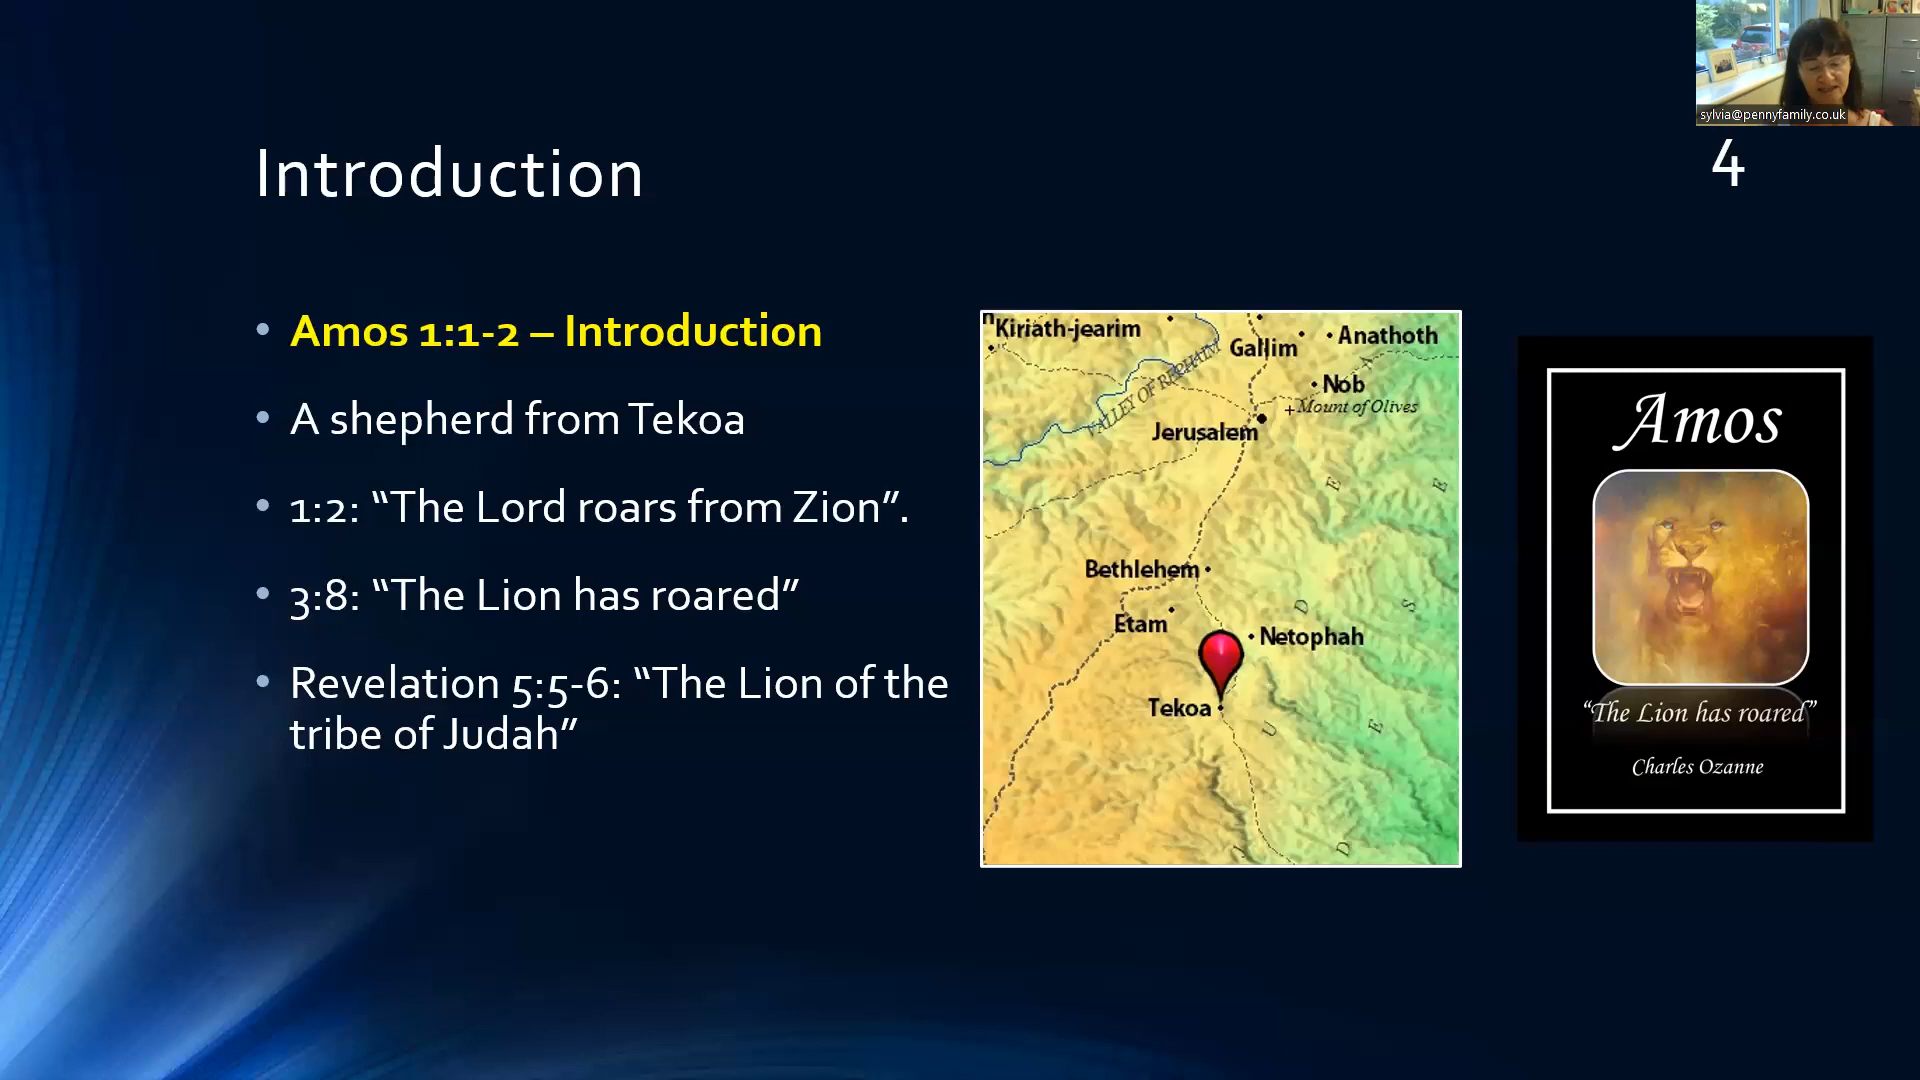 sylvia@pennyfamily.co.uk
4
Introduction
• Amos 1:1-2 – Introduction
• A shepherd from Tekoa
• 1:2: “The Lord roars from Zion”.
• 3:8: “The Lion has roared”
• Revelation 5:5-6: “The Lion of the
tribe of Judah”
Kiriath-jearim
Gallim
Anathoth
VALLEY OF REPHAIM
Nob
Mount of Olives
Jerusalem
Bethlehem
Etam
Netophah
Tekoa
Amos
“The Lion has roared”
Charles Ozanne